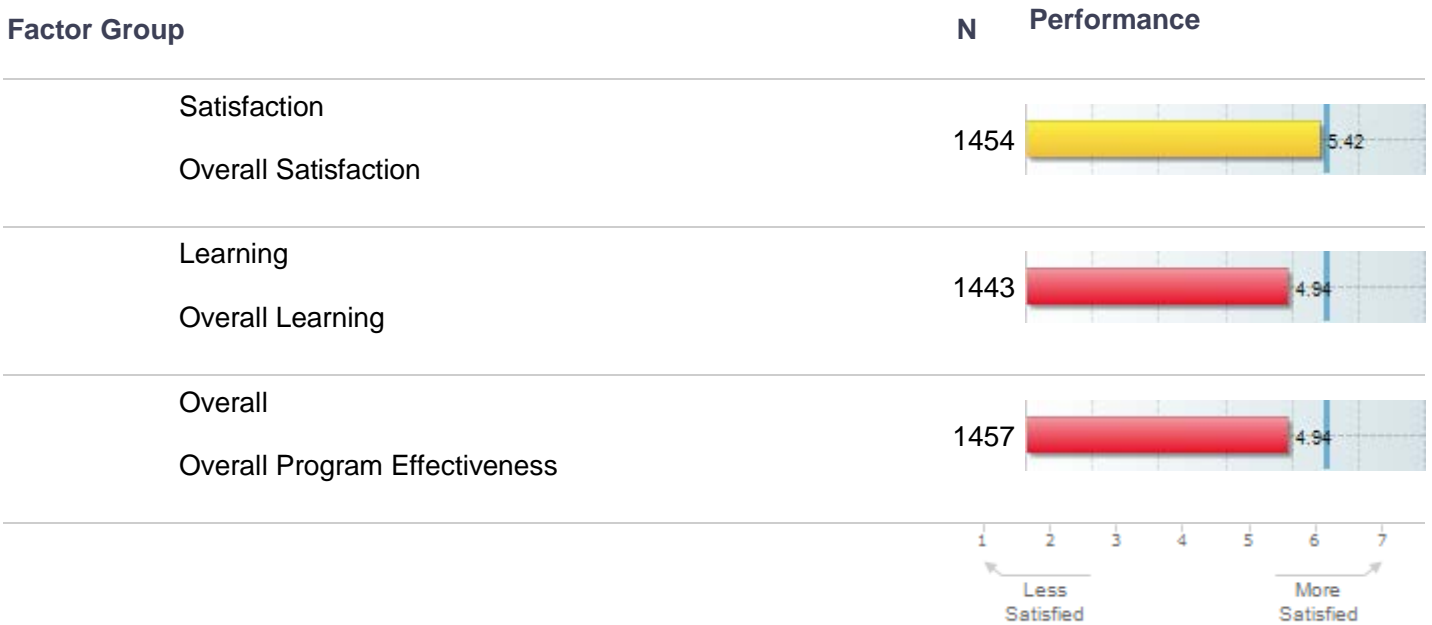 Factor Group N Performance
Satisfaction
1454 5.42
Overall Satisfaction
Learning
1443 4.94
Overall Learning
Overall
1457 4.94
Overall Program Effectiveness
1 2 3 4 5 6 7
Less Satisfied
More Satisfied